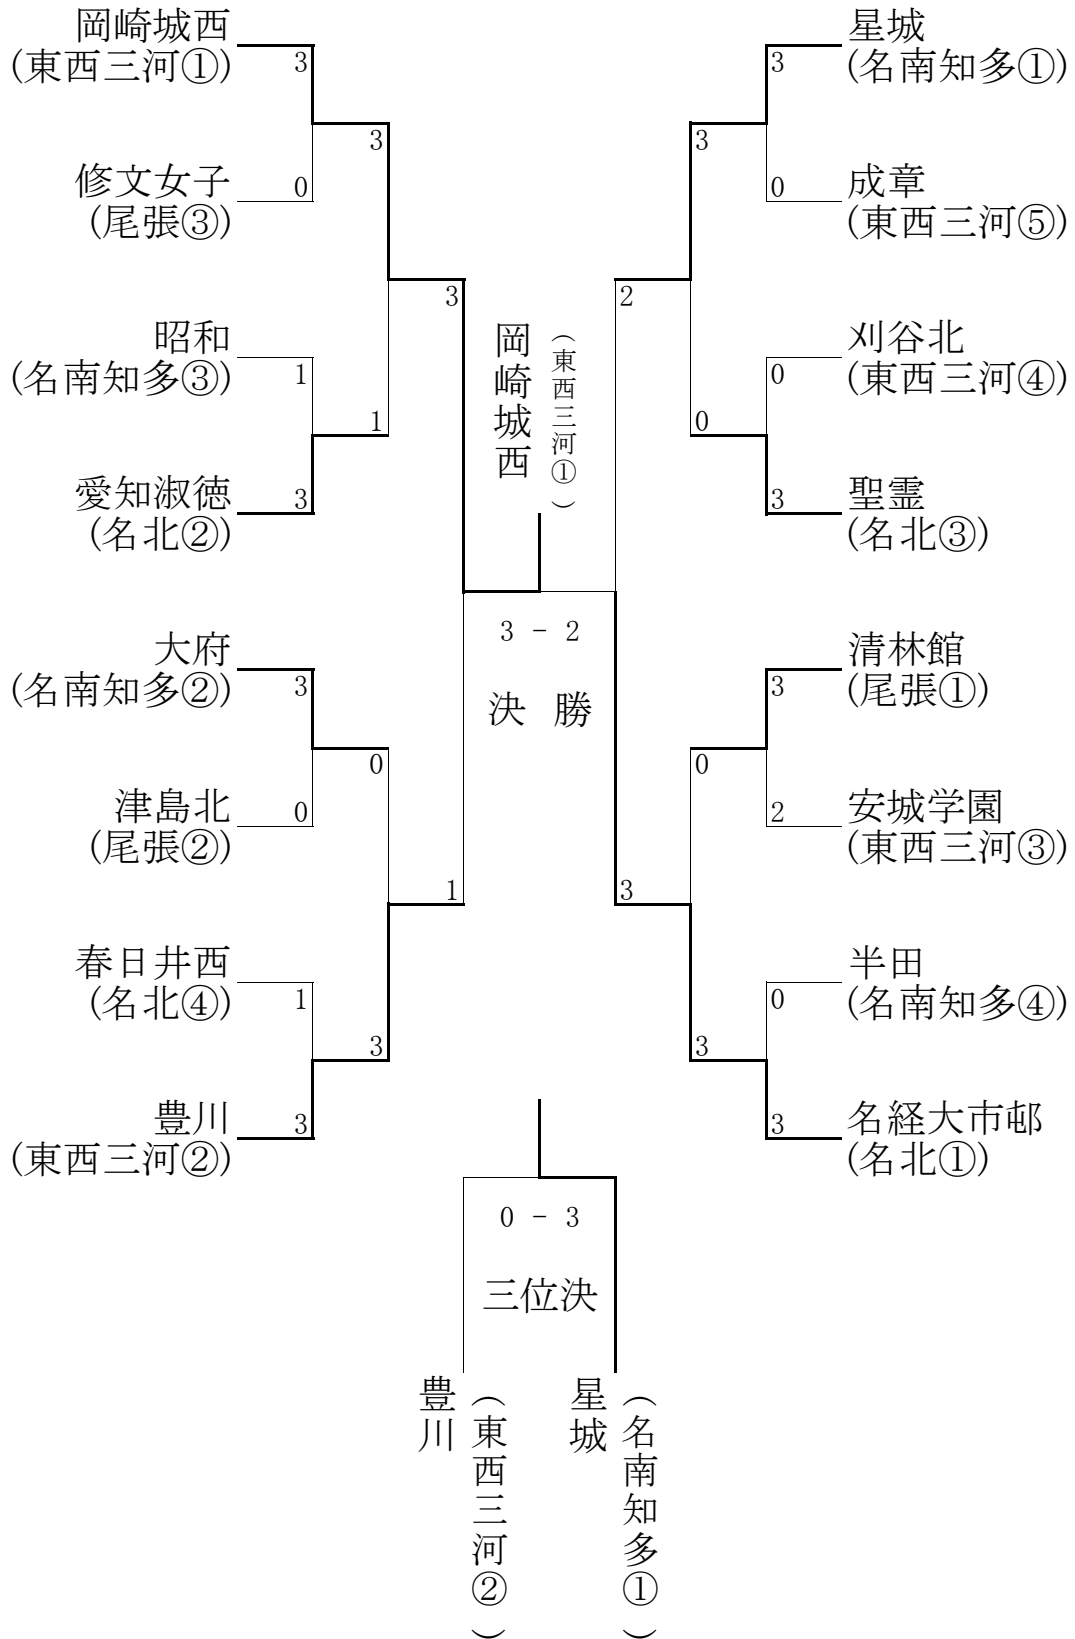 岡崎城西
(東西三河①)
3
3
修文女子
(尾張③)
0
3
昭和
(名南知多③)
1
1
愛知淑徳
(名北②)
3
大府
(名南知多②)
3
0
津島北
(尾張②)
0
1
春日井西
(名北④)
1
3
豊川
(東西三河②)
3
岡崎城西
(東西三河①)
3 - 2
決 勝
星城
(名南知多①)
3
3
成章
(東西三河⑤)
0
2
刈谷北
(東西三河④)
0
0
聖霊
(名北③)
3
清林館
(尾張①)
3
0
安城学園
(東西三河③)
2
3
半田
(名南知多④)
0
3
名経大市邨
(名北①)
3
0 - 3
三位決
豊川
(東西三河②)
星城
(名南知多①)